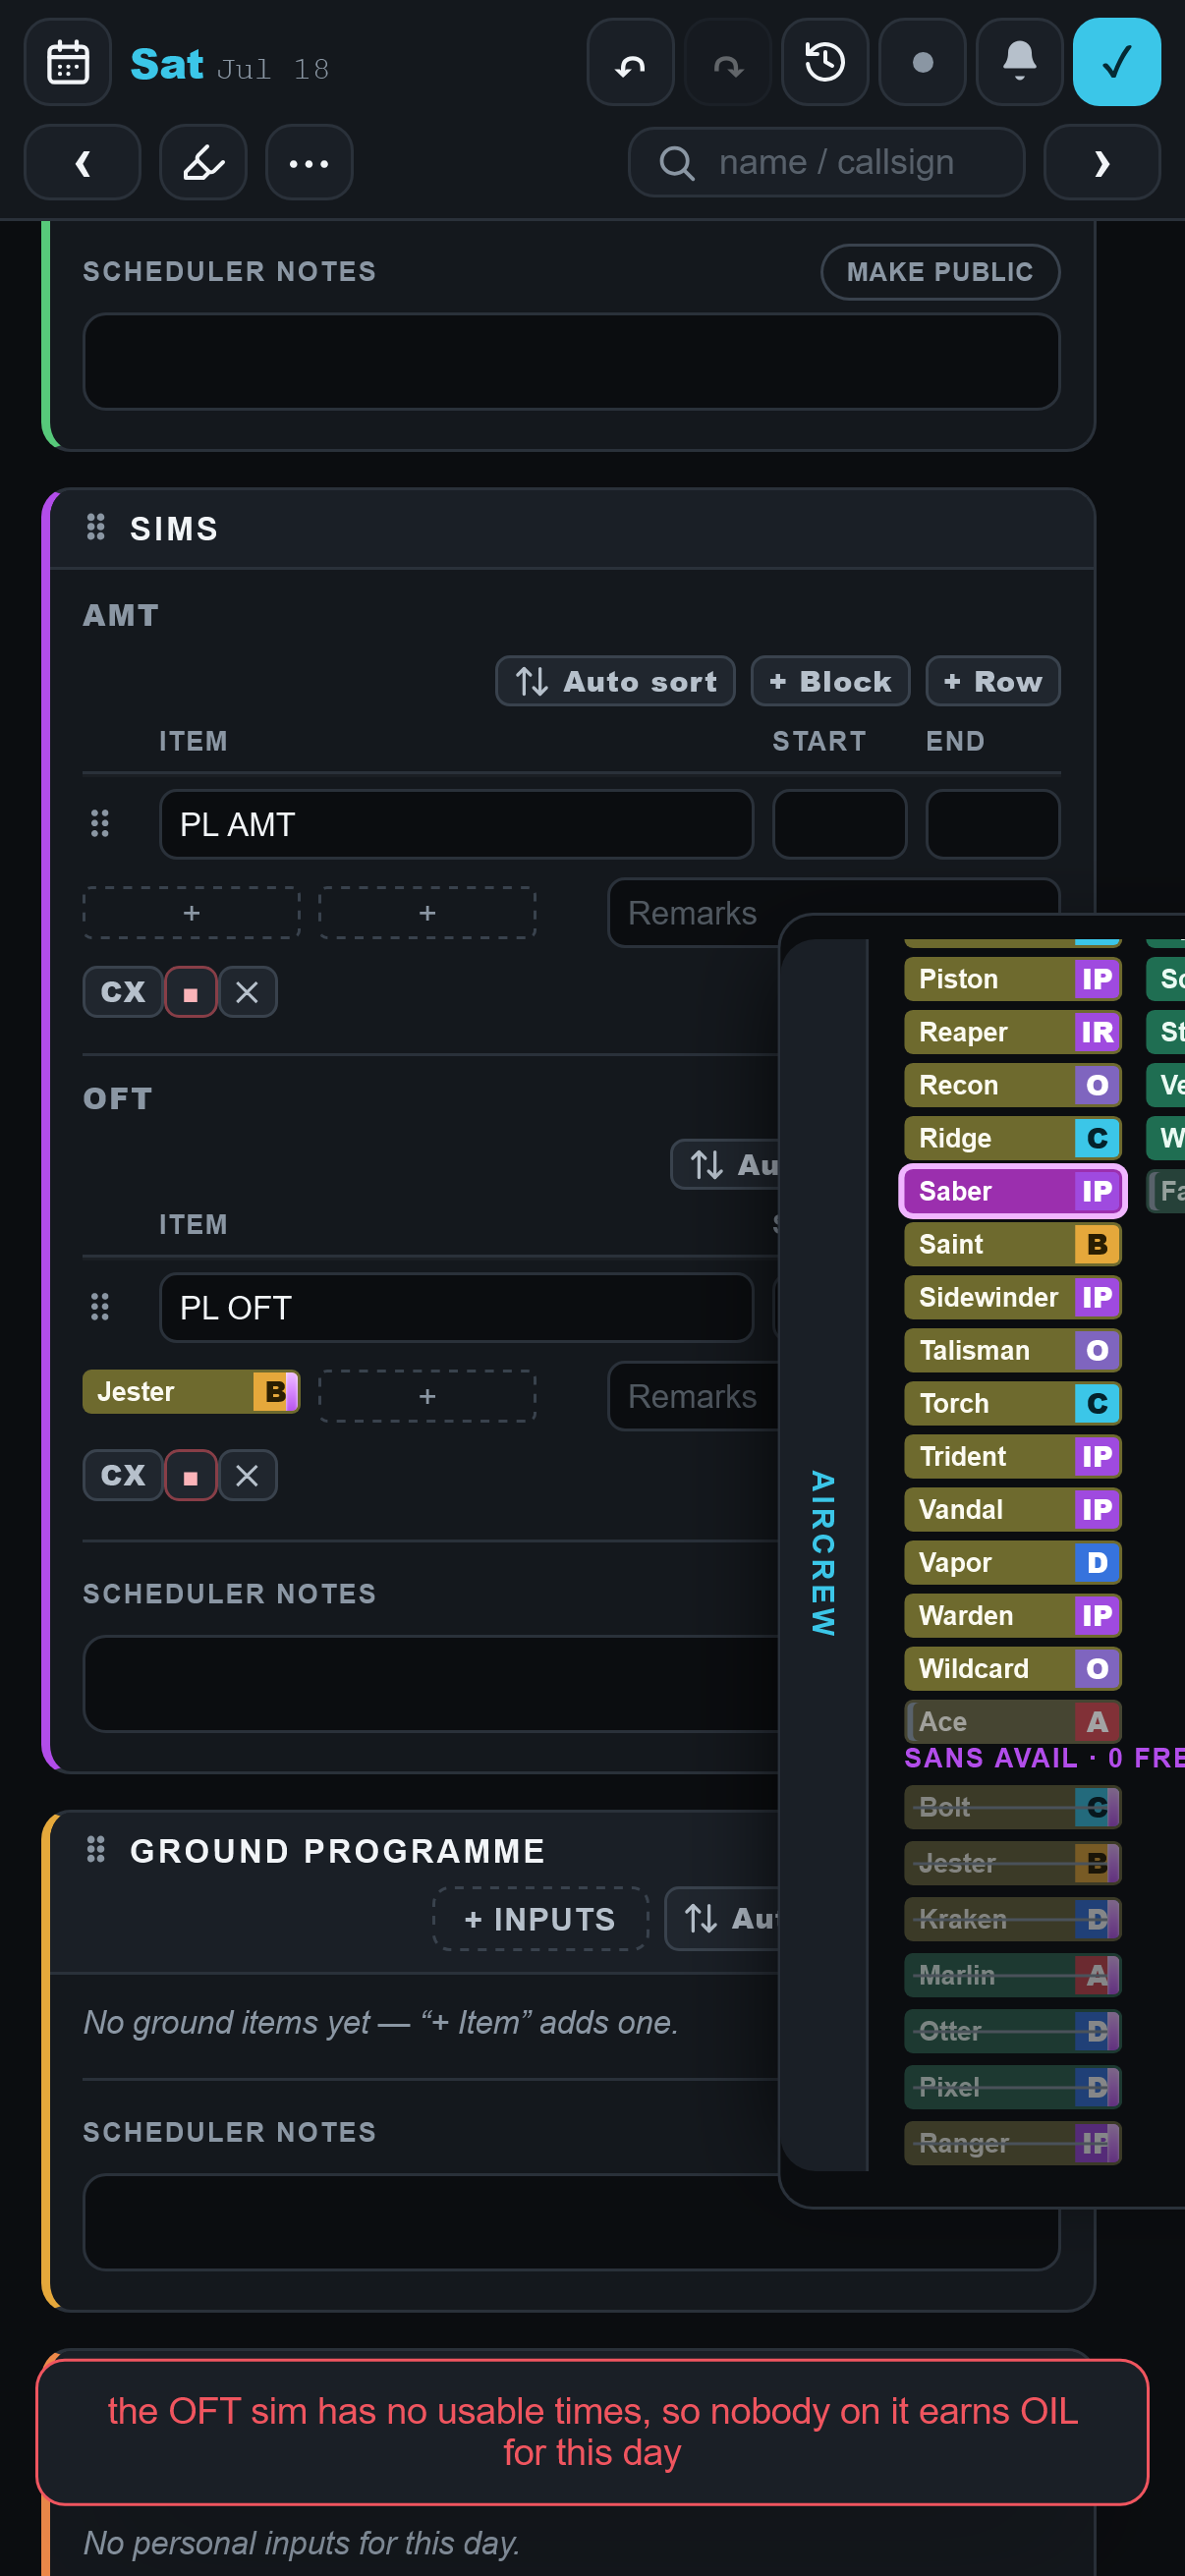 Sat Jul 18
name / callsign
SCHEDULER NOTES
MAKE PUBLIC
SIMS
AMT
Auto sort
+ Block
+ Row
ITEM START END
PL AMT
+ +
Remarks
CX
OFT
ITEM
PL OFT
Jester B
+
Remarks
CX
SCHEDULER NOTES
GROUND PROGRAMME
+ INPUTS
No ground items yet — “+ Item” adds one.
SCHEDULER NOTES
AIRCREW
Piston IP
Reaper IR
Recon O
Ridge C
Saber IP
Saint B
Sidewinder IP
Talisman O
Torch C
Trident IP
Vandal IP
Vapor D
Warden IP
Wildcard O
Ace A
SANS AVAIL · 0
Bolt C
Jester B
Kraken D
Marlin A
Otter D
Pixel D
Ranger IP
the OFT sim has no usable times, so nobody on it earns OIL
for this day
No personal inputs for this day.